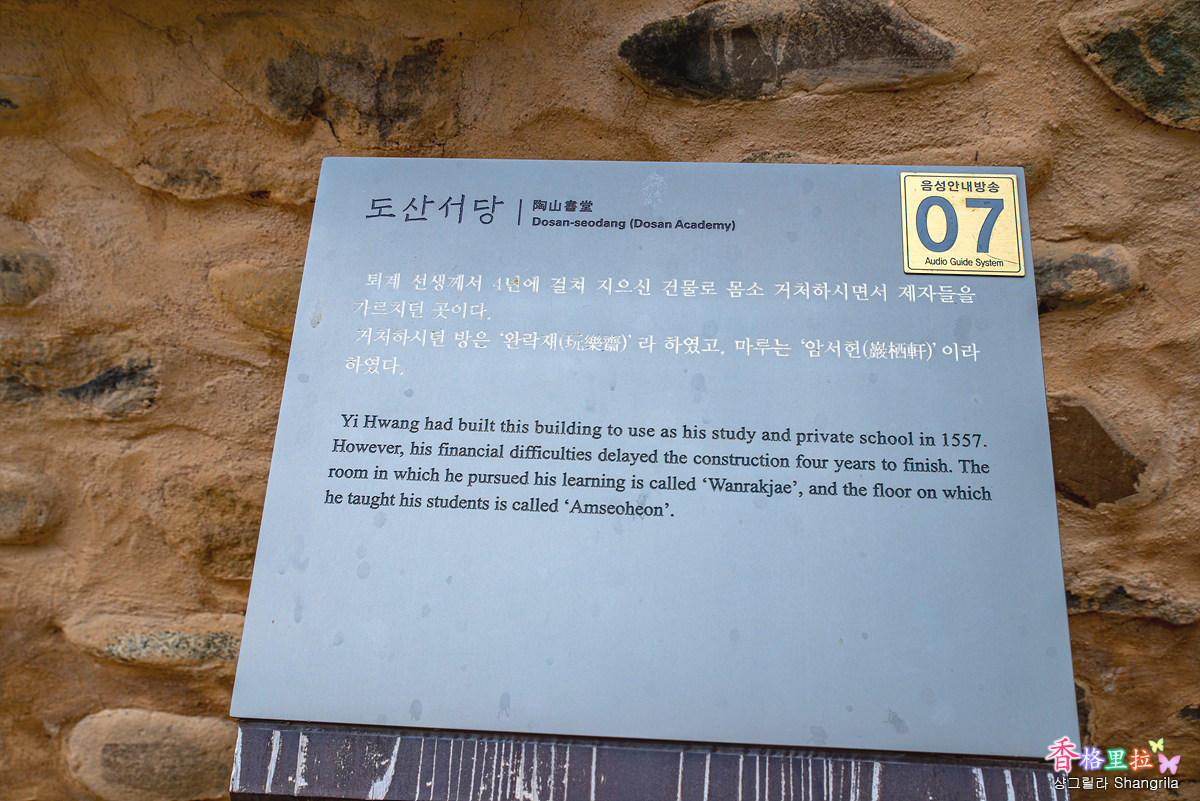 도산서당 | 陶山書堂
Dosan-seodang (Dosan Academy)
음성안내방송
07
Audio Guide System
퇴계 선생께서 4년에 걸쳐 지으신 건물로 몸소 거처하시면서 제자들을
가르치던 곳이다.
거처하시던 방은 ‘완락재(玩樂齋)’라 하였고, 마루는 ‘암서헌(巖栖軒)’이라
하였다.
Yi Hwang had built this building to use as his study and private school in 1557.
However, his financial difficulties delayed the construction four years to finish. The
room in which he pursued his learning is called ‘Wanrakjae’, and the floor on which
he taught his students is called ‘Amseoheon’.
香格里拉
샹그릴라 Shangrila